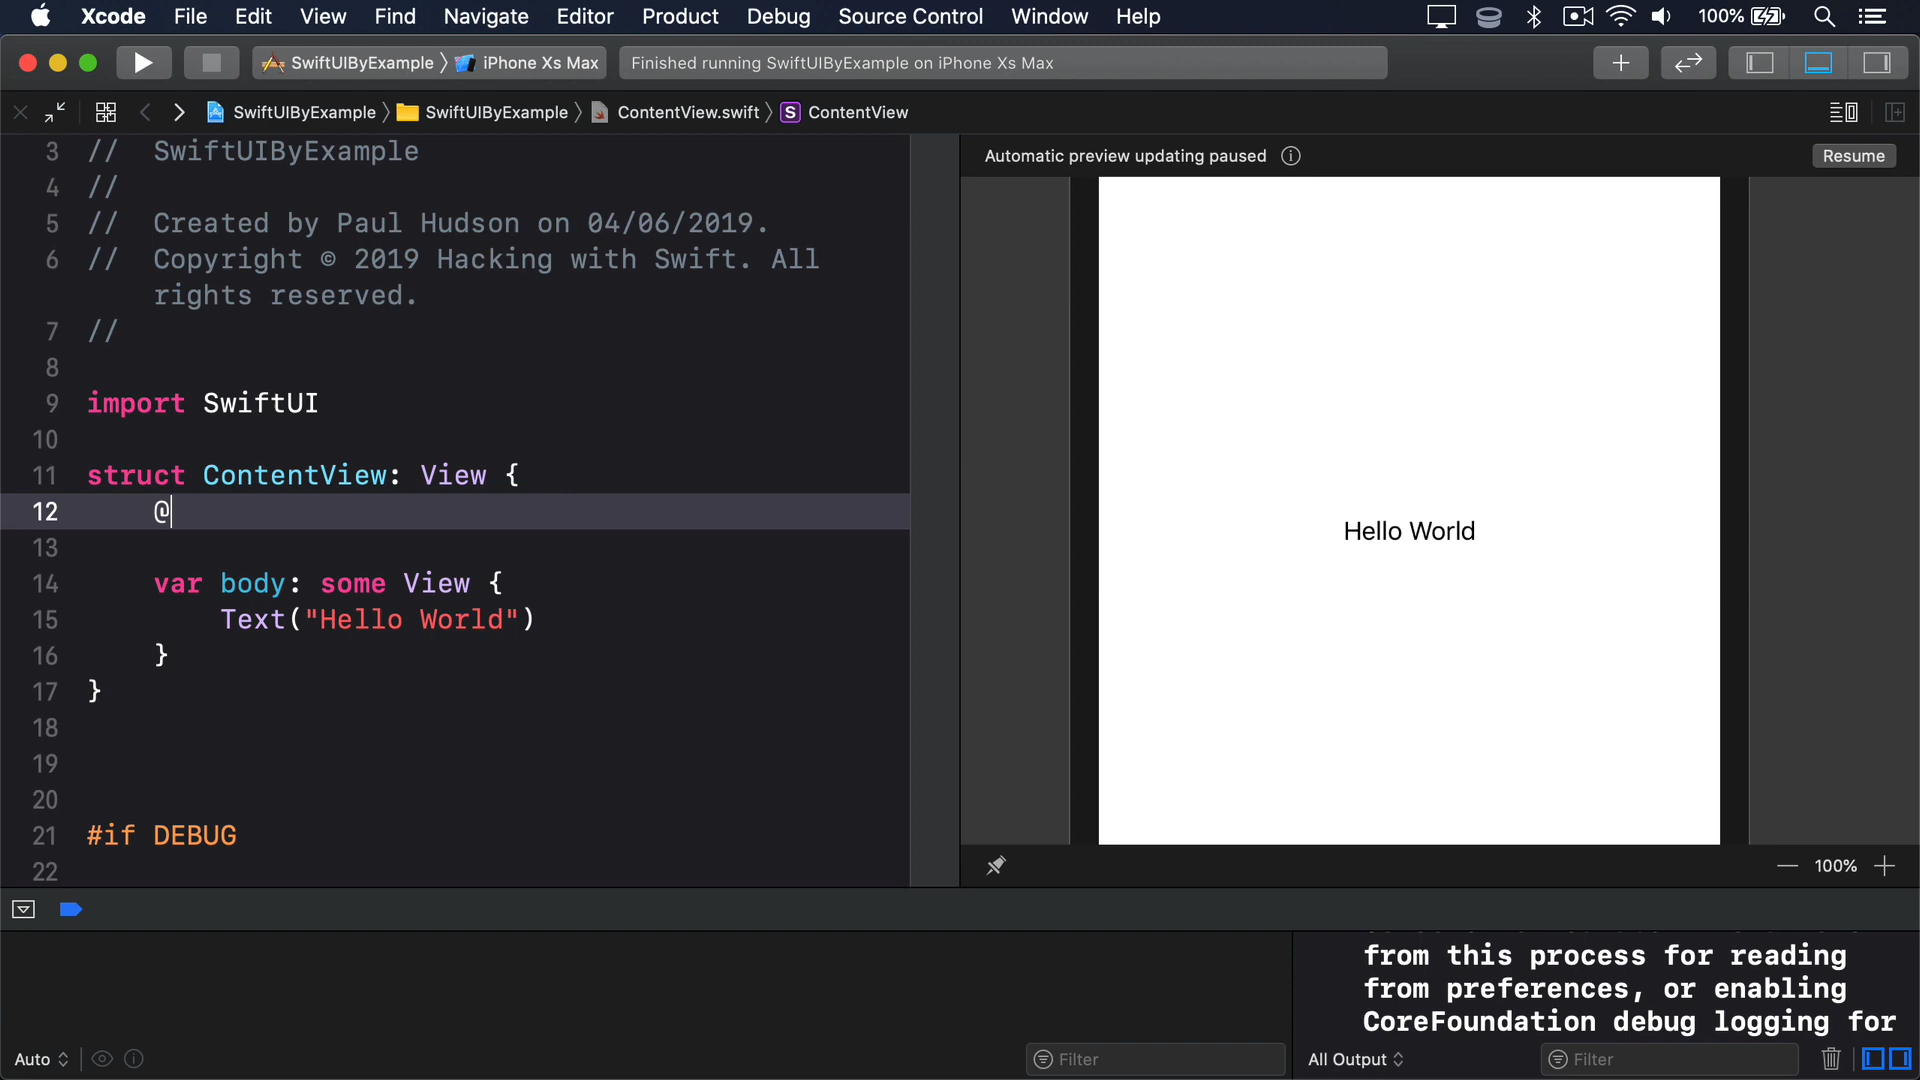 Xcode File Edit View Find Navigate Editor Product Debug Source Control Window Help 100%
SwiftUIByExample iPhone Xs Max Finished running SwiftUIByExample on iPhone Xs Max
SwiftUIByExample SwiftUIByExample ContentView.swift S ContentView
3 // SwiftUIByExample
4 //
5 // Created by Paul Hudson on 04/06/2019.
6 // Copyright © 2019 Hacking with Swift. All
rights reserved.
7 //
8
9 import SwiftUI
10
11 struct ContentView: View {
12 @
13
14 var body: some View {
15 Text("Hello World")
16 }
17 }
18
19
20
21 #if DEBUG
22
Automatic preview updating paused Resume
Hello World
100%
from this process for reading
from preferences, or enabling
CoreFoundation debug logging for
Auto Filter All Output Filter